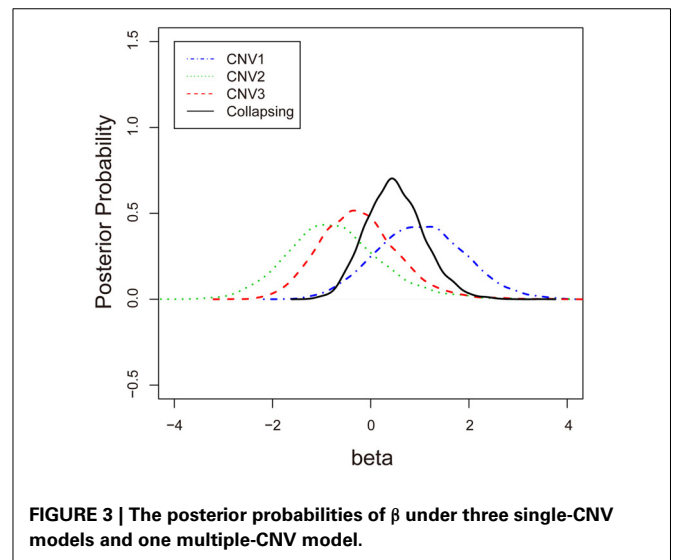 1.5
1.0
0.5
0.0
−0.5
Posterior Probability
CNV1
CNV2
CNV3
Collapsing
−4 −2 0 2 4
beta
FIGURE 3 | The posterior probabilities of β under three single-CNV
models and one multiple-CNV model.